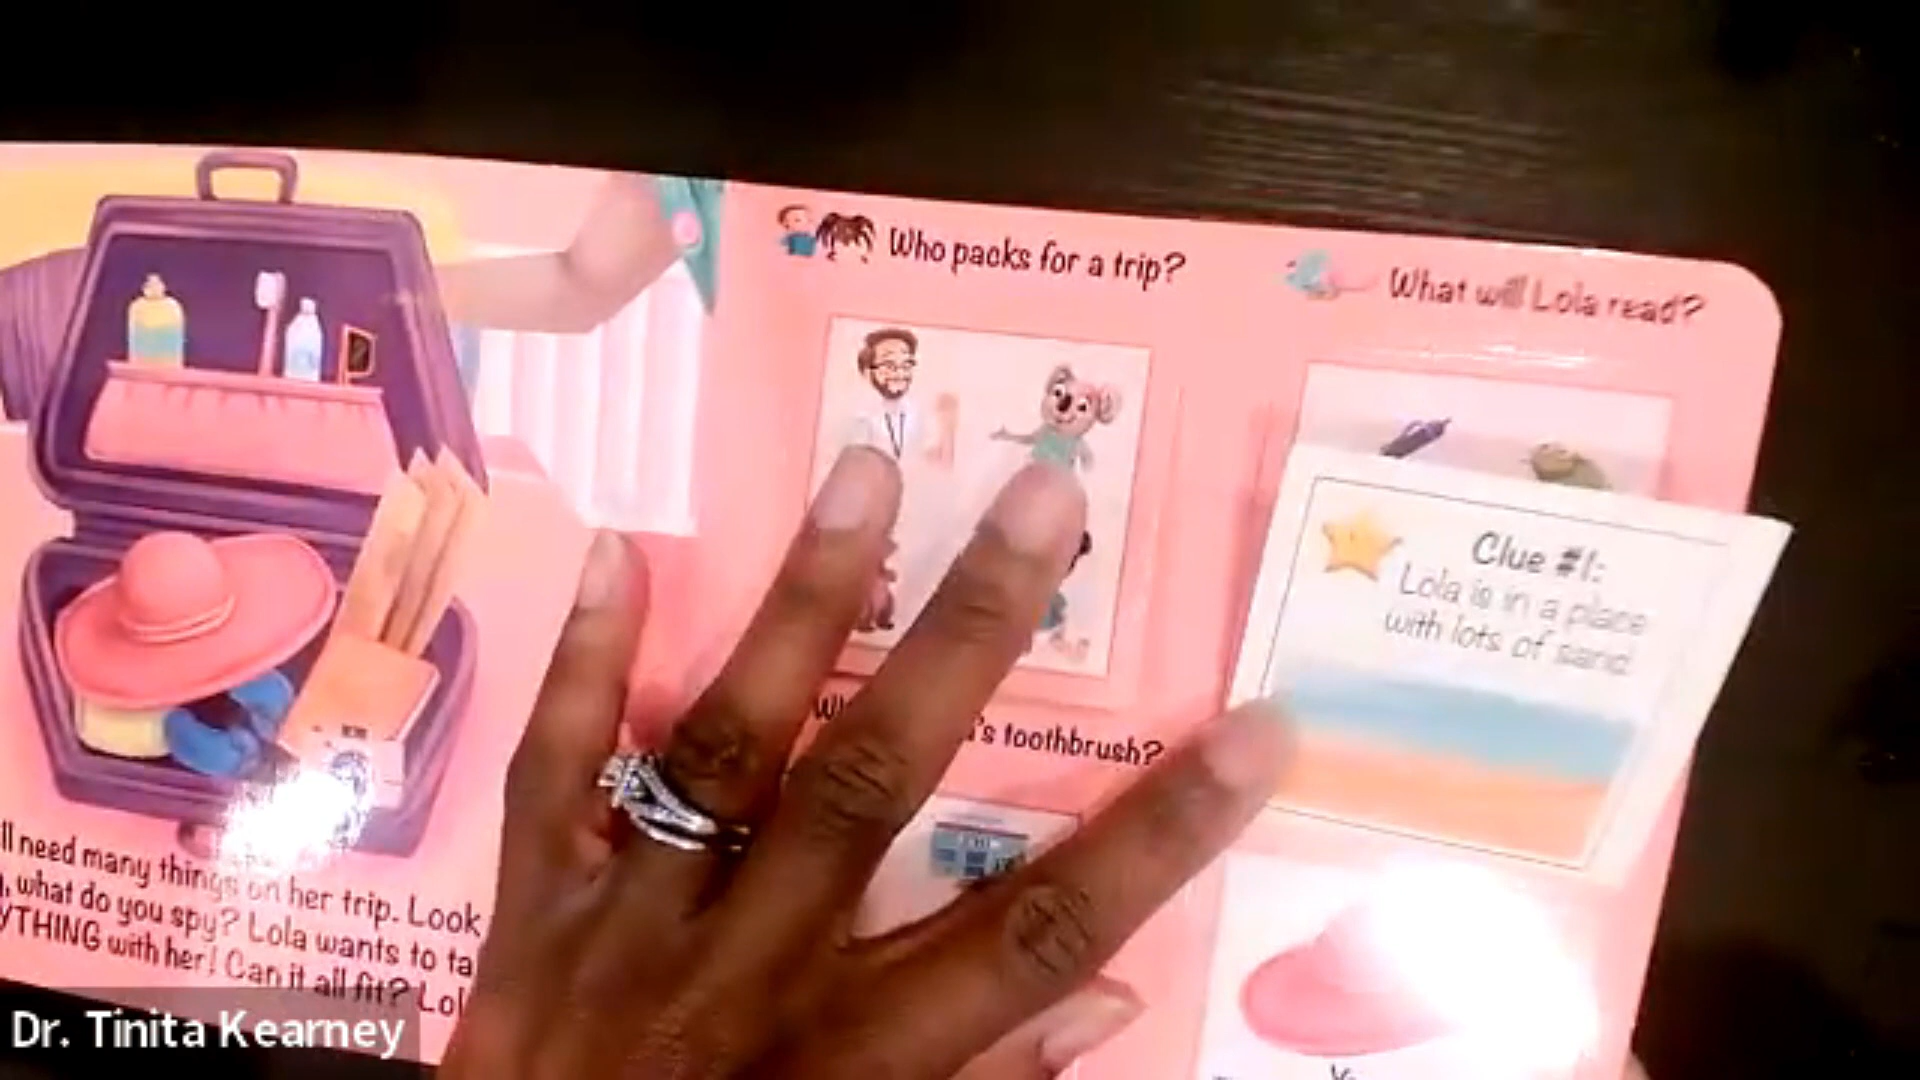 Who packs for a trip?
What will Lola read?
Clue #1:
Lola is in a place
with lots of sand
's toothbrush?
ll need many things on her trip. Look
what do you spy? Lola wants to ta
YTHING with her! Can it all fit? Lol
Dr. Tinita Kearney